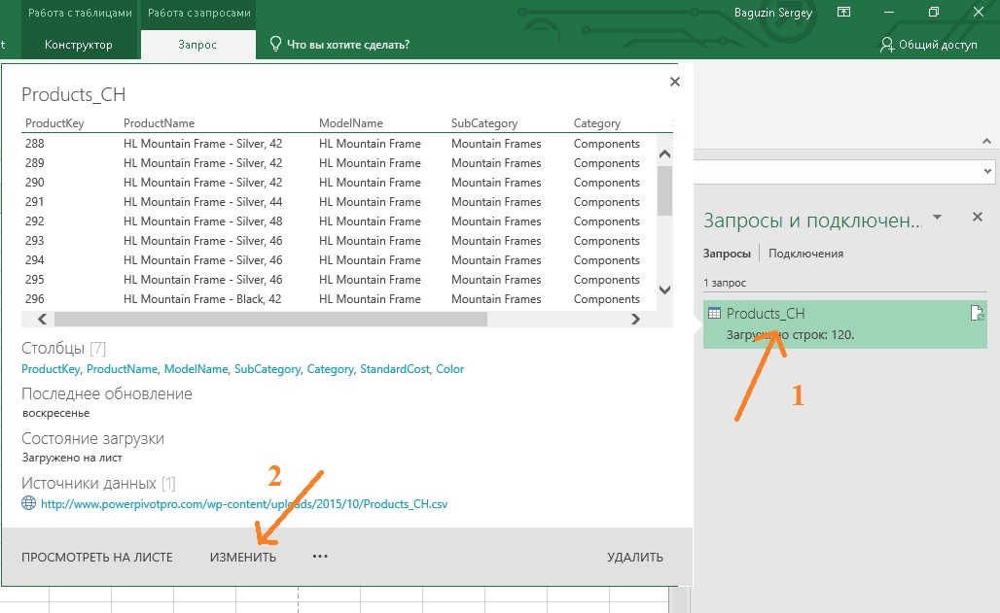 Работа с таблицами Работа с запросами Baguzin Sergey
t Конструктор Запрос Что вы хотите сделать? Общий доступ
Products_CH
ProductKey ProductName ModelName SubCategory Category
288 HL Mountain Frame - Silver, 42 HL Mountain Frame Mountain Frames Components
289 HL Mountain Frame - Silver, 42 HL Mountain Frame Mountain Frames Components
290 HL Mountain Frame - Silver, 42 HL Mountain Frame Mountain Frames Components
291 HL Mountain Frame - Silver, 44 HL Mountain Frame Mountain Frames Components
292 HL Mountain Frame - Silver, 48 HL Mountain Frame Mountain Frames Components
293 HL Mountain Frame - Silver, 46 HL Mountain Frame Mountain Frames Components
294 HL Mountain Frame - Silver, 46 HL Mountain Frame Mountain Frames Components
295 HL Mountain Frame - Silver, 46 HL Mountain Frame Mountain Frames Components
296 HL Mountain Frame - Black, 42 HL Mountain Frame Mountain Frames Components
Столбцы [7]
ProductKey, ProductName, ModelName, SubCategory, Category, StandardCost, Color
Последнее обновление
воскресенье
Состояние загрузки
Загружено на лист
Источники данных [1]
http://www.powerpivotpro.com/wp-content/uploads/2015/10/Products_CH.csv
2
ПРОСМОТРЕТЬ НА ЛИСТЕ ИЗМЕНИТЬ ••• УДАЛИТЬ
Запросы и подключен...
Запросы Подключения
1 запрос
Products_CH
Загружено строк: 120.
1